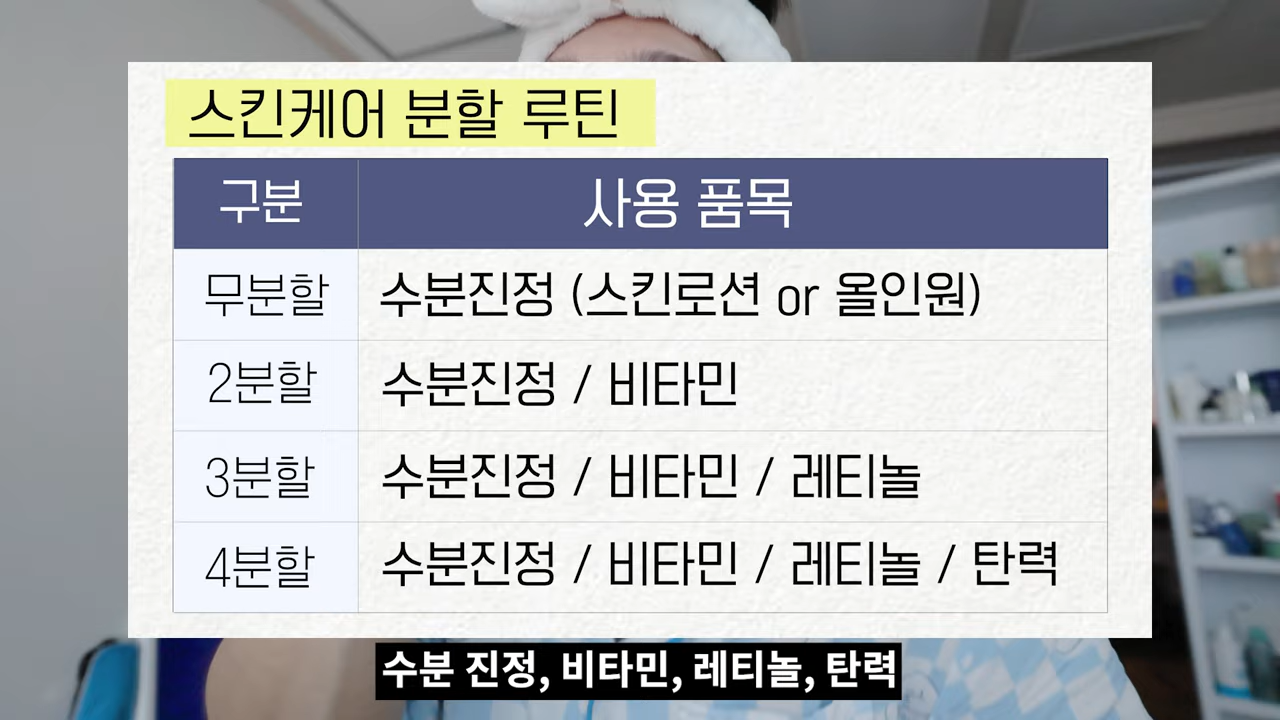 스킨케어 분할 루틴
구분 사용 품목
무분할 수분진정 (스킨로션 or 올인원)
2분할 수분진정 / 비타민
3분할 수분진정 / 비타민 / 레티놀
4분할 수분진정 / 비타민 / 레티놀 / 탄력
수분 진정, 비타민, 레티놀, 탄력